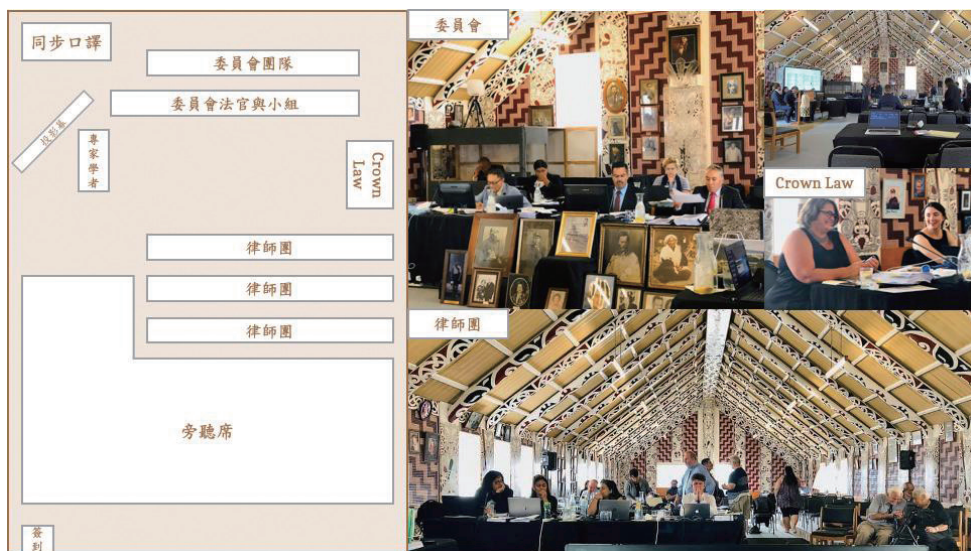 同步口譯
委員會團隊
委員會法官與小組
投影幕
專家學者
Crown Law
律師團
律師團
律師團
旁聽席
簽到
委員會
Crown Law
律師團